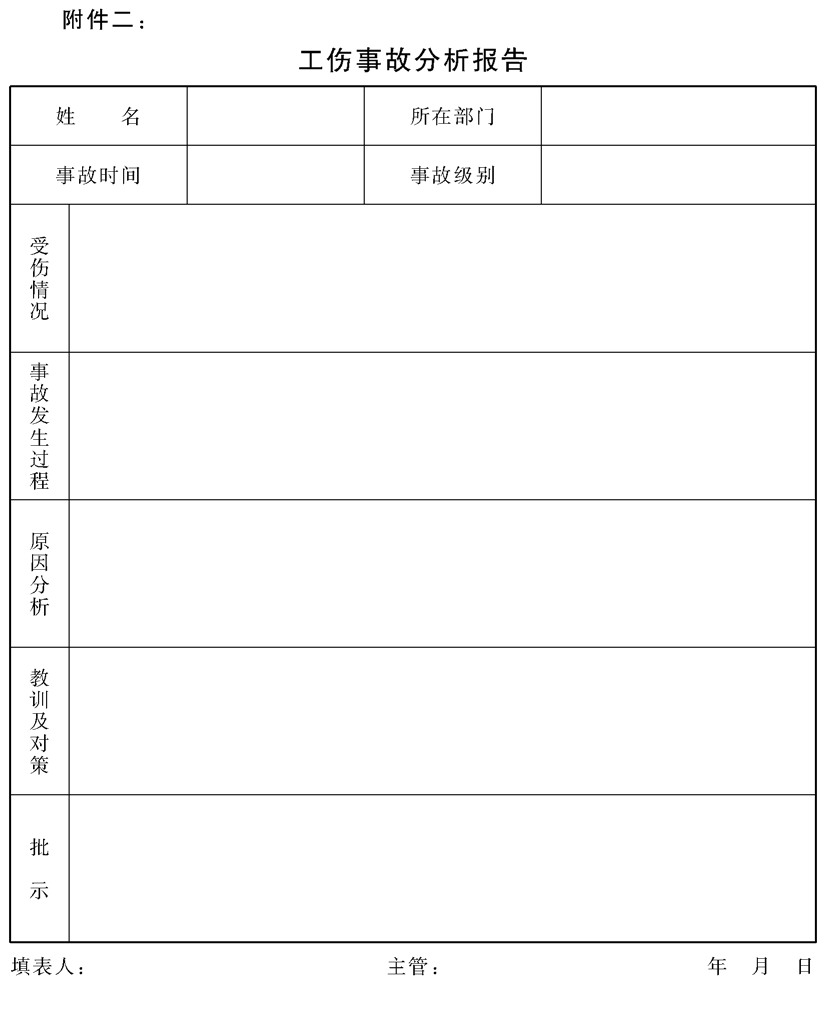 附件二：
工伤事故分析报告
姓　名 所在部门
事故时间 事故级别
受伤情况
事故发生过程
原因分析
教训及对策
批示
填表人： 主管： 年 月 日